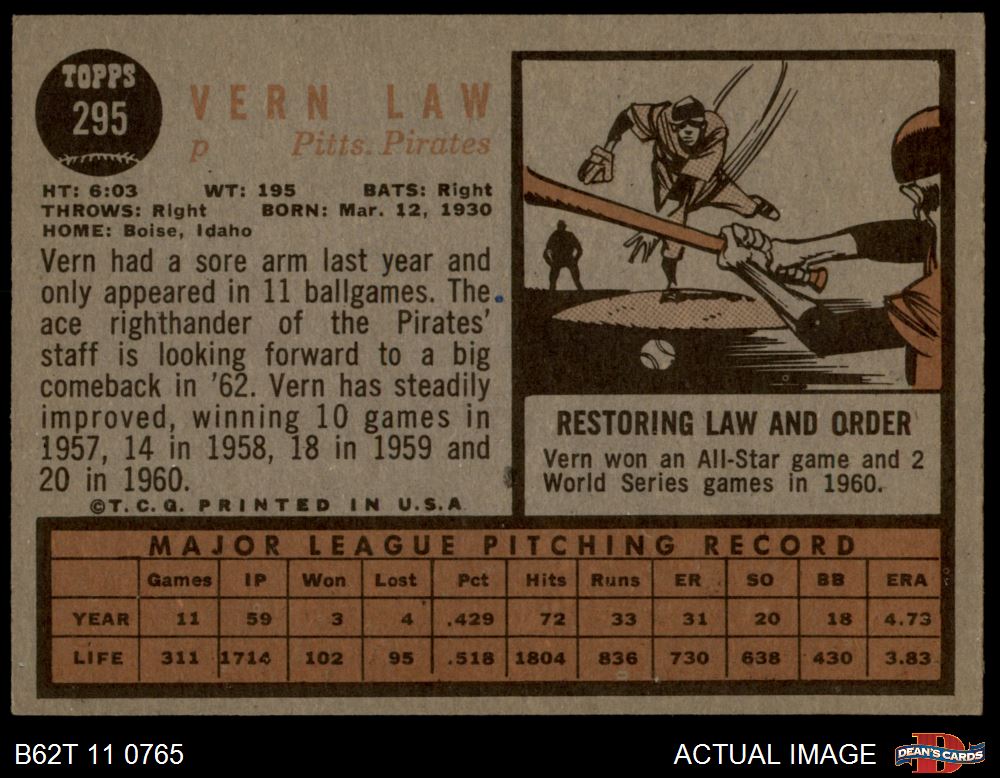 TOPPS
295
VERN LAW
p Pitts. Pirates
HT: 6:03 WT: 195 BATS: Right
THROWS: Right BORN: Mar. 12, 1930
HOME: Boise, Idaho
Vern had a sore arm last year and
only appeared in 11 ballgames. The
ace righthander of the Pirates'
staff is looking forward to a big
comeback in '62. Vern has steadily
improved, winning 10 games in
1957, 14 in 1958, 18 in 1959 and
20 in 1960.
©T.C.G. PRINTED IN U.S.A.
RESTORING LAW AND ORDER
Vern won an All-Star game and 2
World Series games in 1960.
MAJOR LEAGUE PITCHING RECORD
Games IP Won Lost Pct Hits Runs ER SO BB ERA
YEAR 11 59 3 4 .429 72 33 31 20 18 4.73
LIFE 311 1714 102 95 .518 1804 836 730 638 430 3.83
B62T 11 0765
ACTUAL IMAGE
D
DEAN'S CARDS